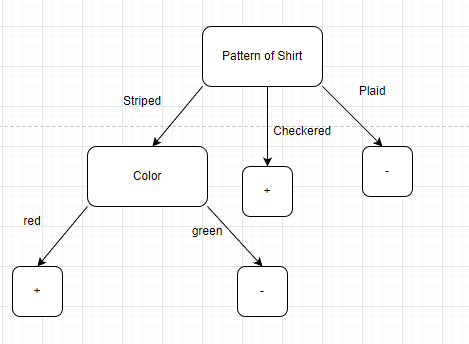 Pattern of Shirt
Striped
Plaid
Checkered
Color
+
-
red
green
+
-